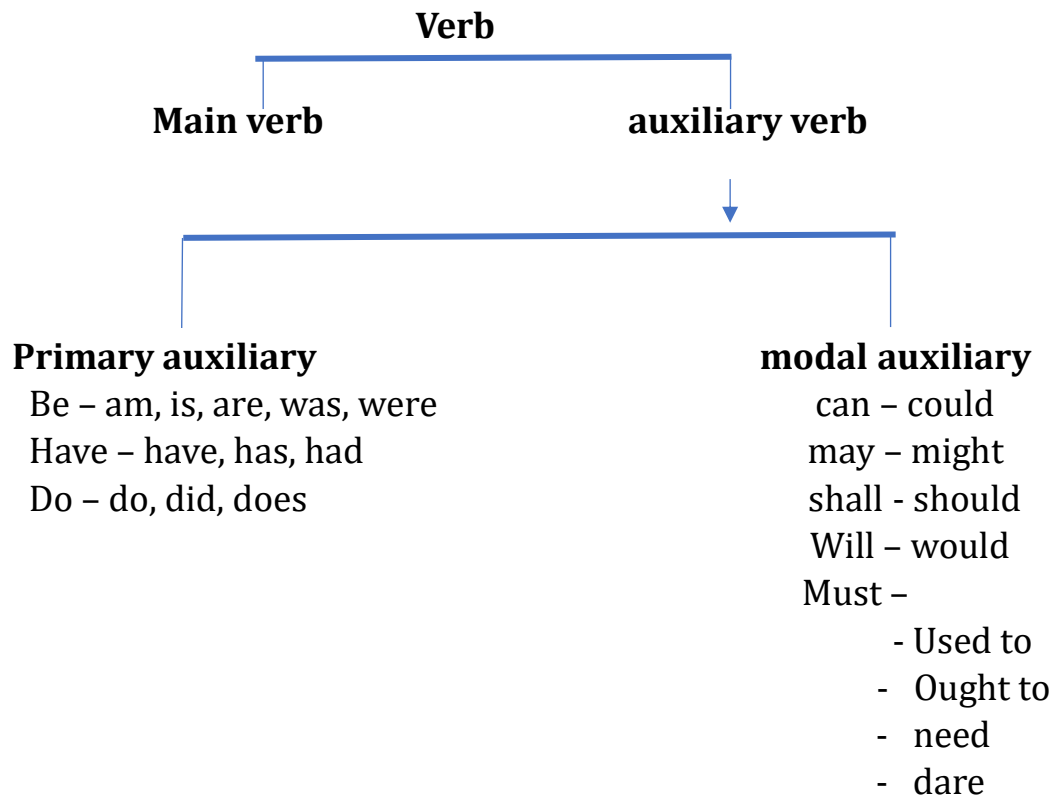 Verb
Main verb
auxiliary verb
Primary auxiliary
Be – am, is, are, was, were
Have – have, has, had
Do – do, did, does
modal auxiliary
can – could
may – might
shall - should
Will – would
Must –
- Used to
- Ought to
- need
- dare